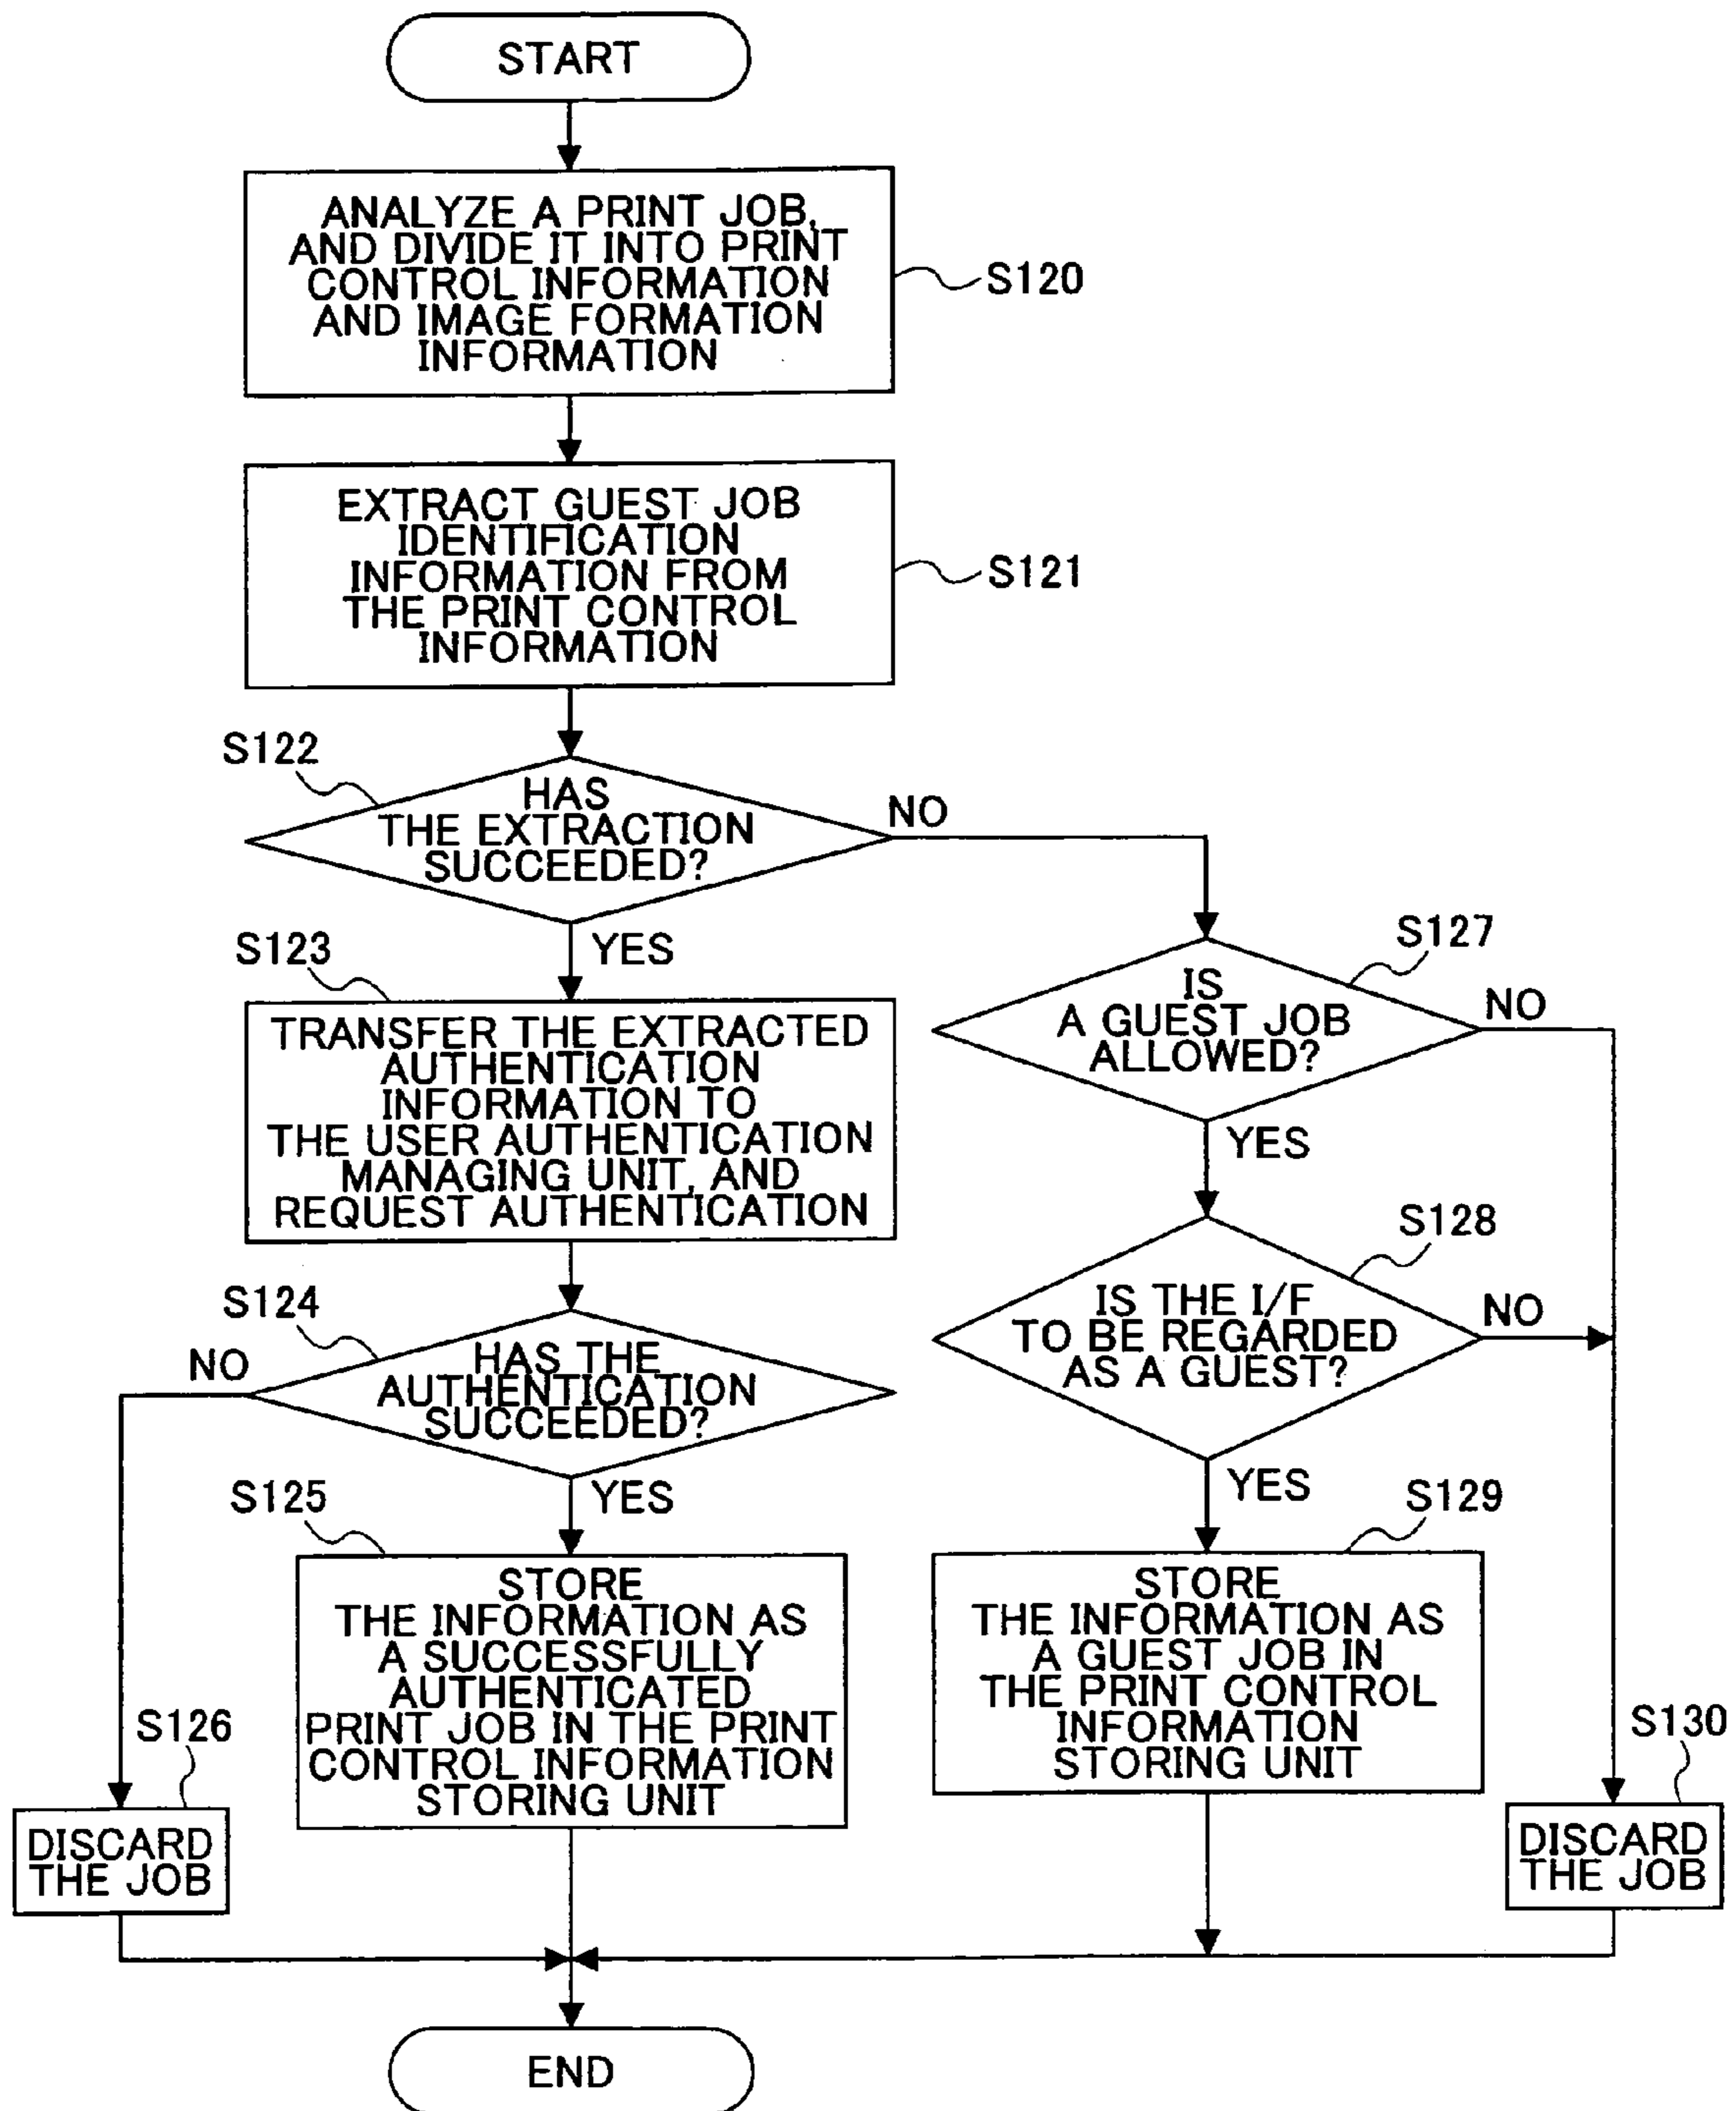 START
ANALYZE A PRINT JOB,
AND DIVIDE IT INTO PRINT
CONTROL INFORMATION
AND IMAGE FORMATION
INFORMATION
S120
EXTRACT GUEST JOB
IDENTIFICATION
INFORMATION FROM
THE PRINT CONTROL
INFORMATION
S121
S122
HAS
THE EXTRACTION
SUCCEEDED?
NO
YES
S123
TRANSFER THE EXTRACTED
AUTHENTICATION
INFORMATION TO
THE USER AUTHENTICATION
MANAGING UNIT, AND
REQUEST AUTHENTICATION
S124
HAS THE
AUTHENTICATION
SUCCEEDED?
NO
YES
S125
STORE
THE INFORMATION AS
A SUCCESSFULLY
AUTHENTICATED
PRINT JOB IN THE PRINT
CONTROL INFORMATION
STORING UNIT
S126
DISCARD
THE JOB
S127
IS
A GUEST JOB
ALLOWED?
NO
YES
S128
IS THE I/F
TO BE REGARDED
AS A GUEST?
NO
YES
S129
STORE
THE INFORMATION AS
A GUEST JOB IN
THE PRINT CONTROL
INFORMATION
STORING UNIT
S130
DISCARD
THE JOB
END